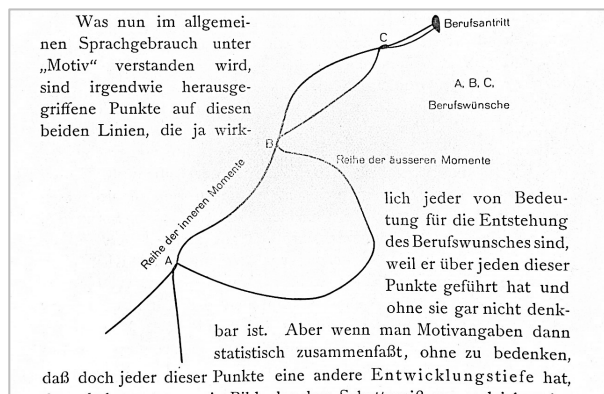 Was nun im allgemei-
nen Sprachgebrauch unter
„Motiv“ verstanden wird,
sind irgendwie herausge-
griffene Punkte auf diesen
beiden Linien, die ja wirk-
Berufsantritt
C
A, B, C,
Berufswünsche
B
Reihe der äusseren Momente
Reihe der inneren Momente
A
lich jeder von Bedeu-
tung für die Entstehung
des Berufswunsches sind,
weil er über jeden dieser
Punkte geführt hat und
ohne sie gar nicht denk-
bar ist. Aber wenn man Motivangaben dann
statistisch zusammenfaßt, ohne zu bedenken,
daß doch jeder dieser Punkte eine andere Entwicklungstiefe hat,